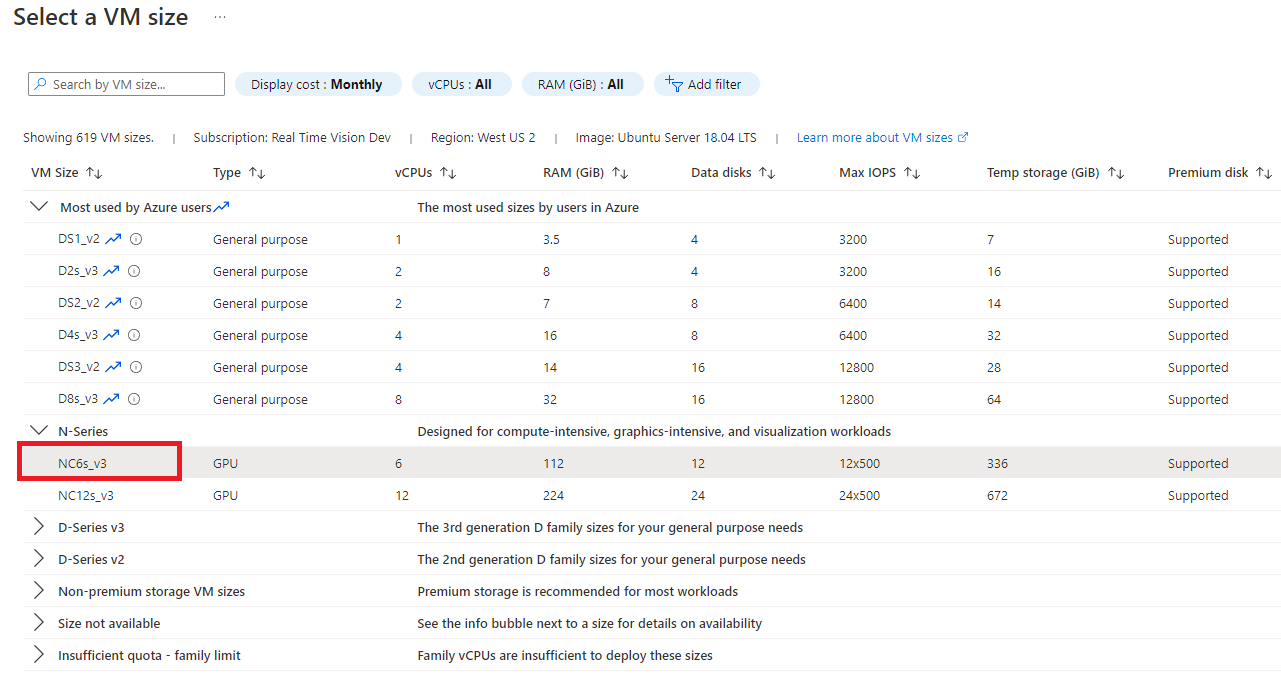 Select a VM size ...
Search by VM size... Display cost : Monthly vCPUs : All RAM (GiB) : All Add filter
Showing 619 VM sizes. | Subscription: Real Time Vision Dev | Region: West US 2 | Image: Ubuntu Server 18.04 LTS | Learn more about VM sizes
VM Size Type vCPUs RAM (GiB) Data disks Max IOPS Temp storage (GiB) Premium disk
Most used by Azure users The most used sizes by users in Azure
DS1_v2 General purpose 1 3.5 4 3200 7 Supported
D2s_v3 General purpose 2 8 4 3200 16 Supported
DS2_v2 General purpose 2 7 8 6400 14 Supported
D4s_v3 General purpose 4 16 8 6400 32 Supported
DS3_v2 General purpose 4 14 16 12800 28 Supported
D8s_v3 General purpose 8 32 16 12800 64 Supported
N-Series Designed for compute-intensive, graphics-intensive, and visualization workloads
NC6s_v3 GPU 6 112 12 12x500 336 Supported
NC12s_v3 GPU 12 224 24 24x500 672 Supported
D-Series v3 The 3rd generation D family sizes for your general purpose needs
D-Series v2 The 2nd generation D family sizes for your general purpose needs
Non-premium storage VM sizes Premium storage is recommended for most workloads
Size not available See the info bubble next to a size for details on availability
Insufficient quota - family limit Family vCPUs are insufficient to deploy these sizes